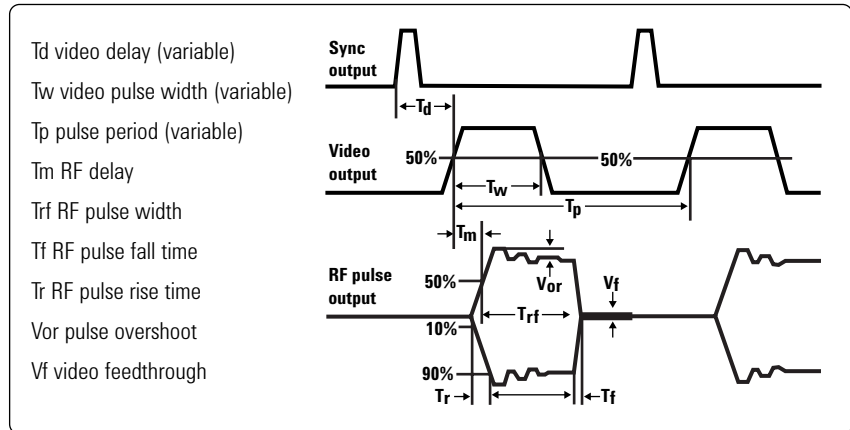 Td video delay (variable)
Tw video pulse width (variable)
Tp pulse period (variable)
Tm RF delay
Trf RF pulse width
Tf RF pulse fall time
Tr RF pulse rise time
Vor pulse overshoot
Vf video feedthrough
Sync
output
Td
Video
output
50%
50%
Tw
Tp
Tm
RF pulse
output
50%
Vor
Vf
Trf
10%
90%
Tr
Tf